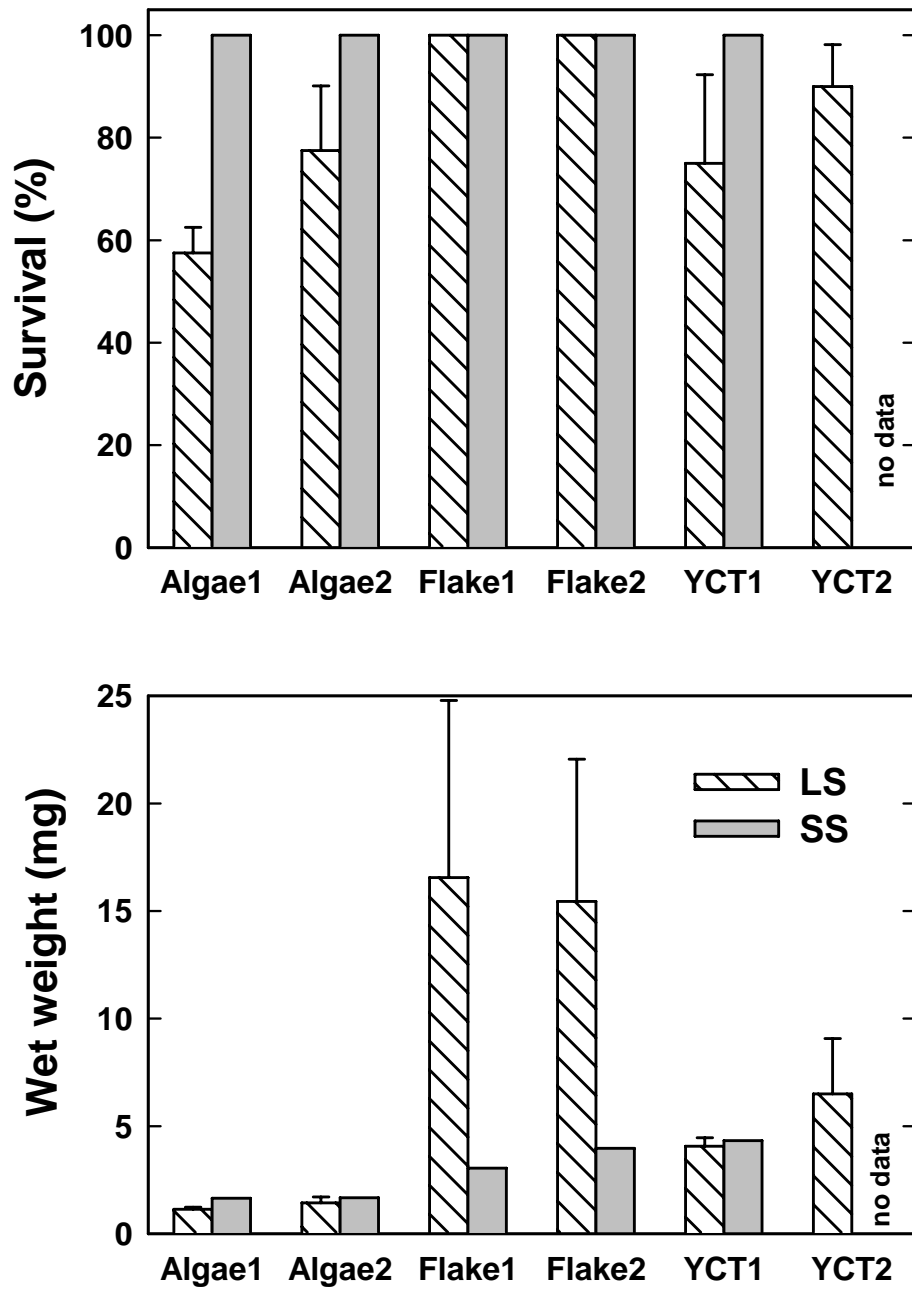 Survival (%)
100
80
60
40
20
0
no data
Algae1 Algae2 Flake1 Flake2 YCT1 YCT2
Wet weight (mg)
25
20
15
10
5
0
LS
SS
no data
Algae1 Algae2 Flake1 Flake2 YCT1 YCT2